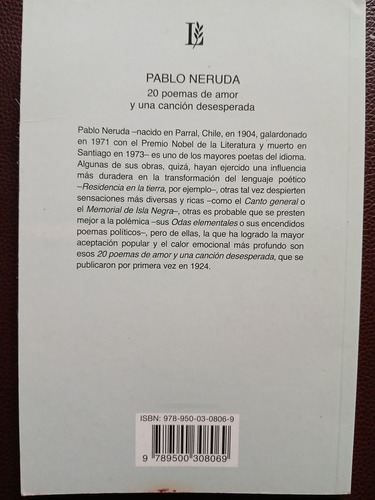 L
PABLO NERUDA
20 poemas de amor
y una canción desesperada
Pablo Neruda –nacido en Parral, Chile, en 1904, galardonado
en 1971 con el Premio Nobel de la Literatura y muerto en
Santiago en 1973– es uno de los mayores poetas del idioma.
Algunas de sus obras, quizá, hayan ejercido una influencia
más duradera en la transformación del lenguaje poético
–Residencia en la tierra, por ejemplo–, otras tal vez despierten
sensaciones más diversas y ricas –como el Canto general o
el Memorial de Isla Negra–, otras es probable que se presten
mejor a la polémica –sus Odas elementales o sus encendidos
poemas políticos–, pero de ellas, la que ha logrado la mayor
aceptación popular y el calor emocional más profundo son
esos 20 poemas de amor y una canción desesperada, que se
publicaron por primera vez en 1924.
ISBN: 978-950-03-0806-9
9 789500 308069